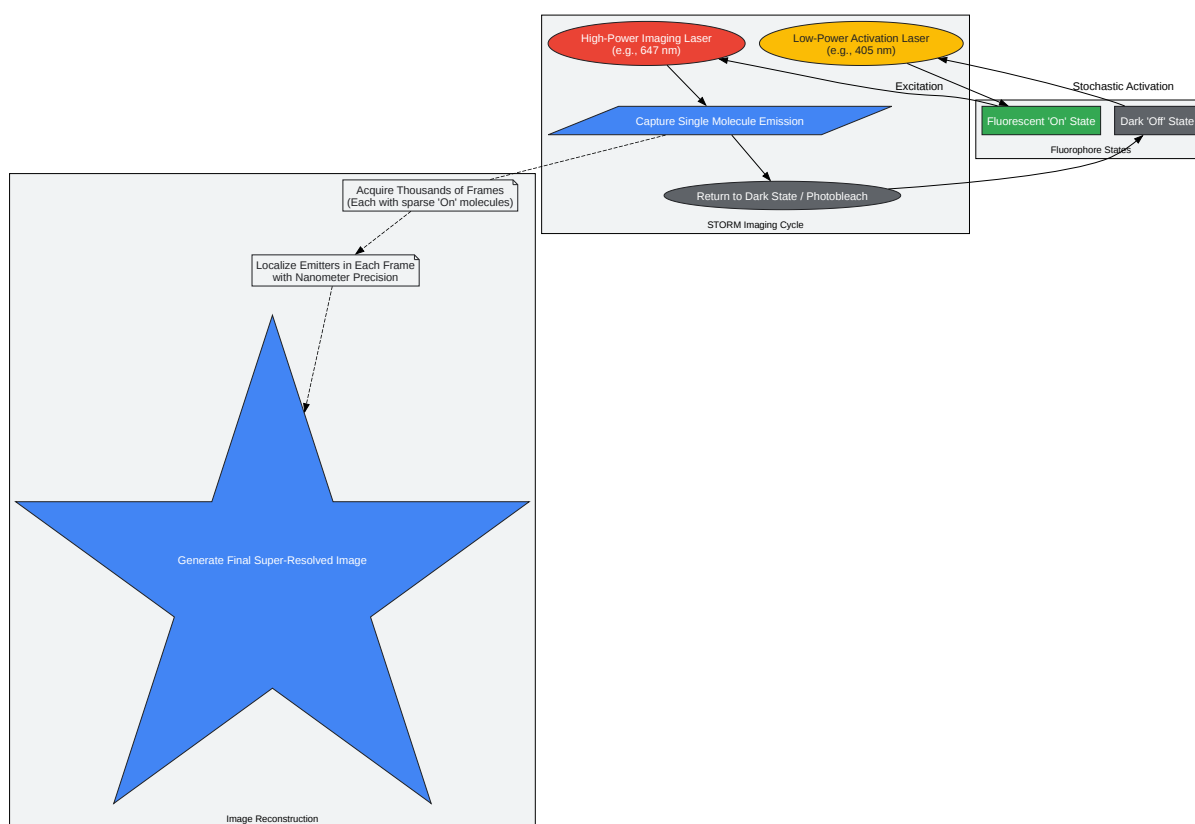 High-Power Imaging Laser
(e.g., 647 nm)
Low-Power Activation Laser
(e.g., 405 nm)
Excitation
Stochastic Activation
Capture Single Molecule Emission
Fluorescent 'On' State
Dark 'Off' State
Fluorophore States
Return to Dark State / Photobleach
STORM Imaging Cycle
Acquire Thousands of Frames
(Each with sparse 'On' molecules)
Localize Emitters in Each Frame
with Nanometer Precision
Generate Final Super-Resolved Image
Image Reconstruction